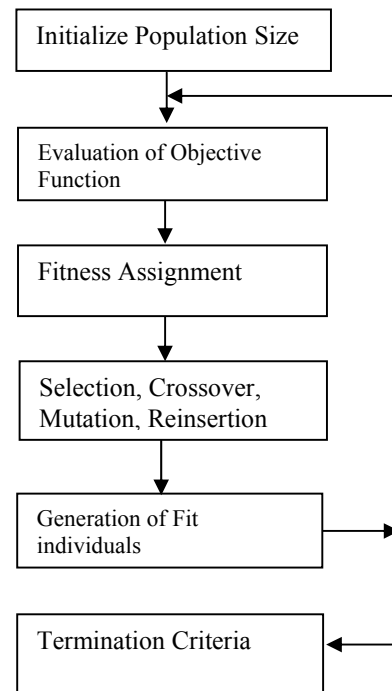 Initialize Population Size
Evaluation of Objective
Function
Fitness Assignment
Selection, Crossover,
Mutation, Reinsertion
Generation of Fit
individuals
Termination Criteria